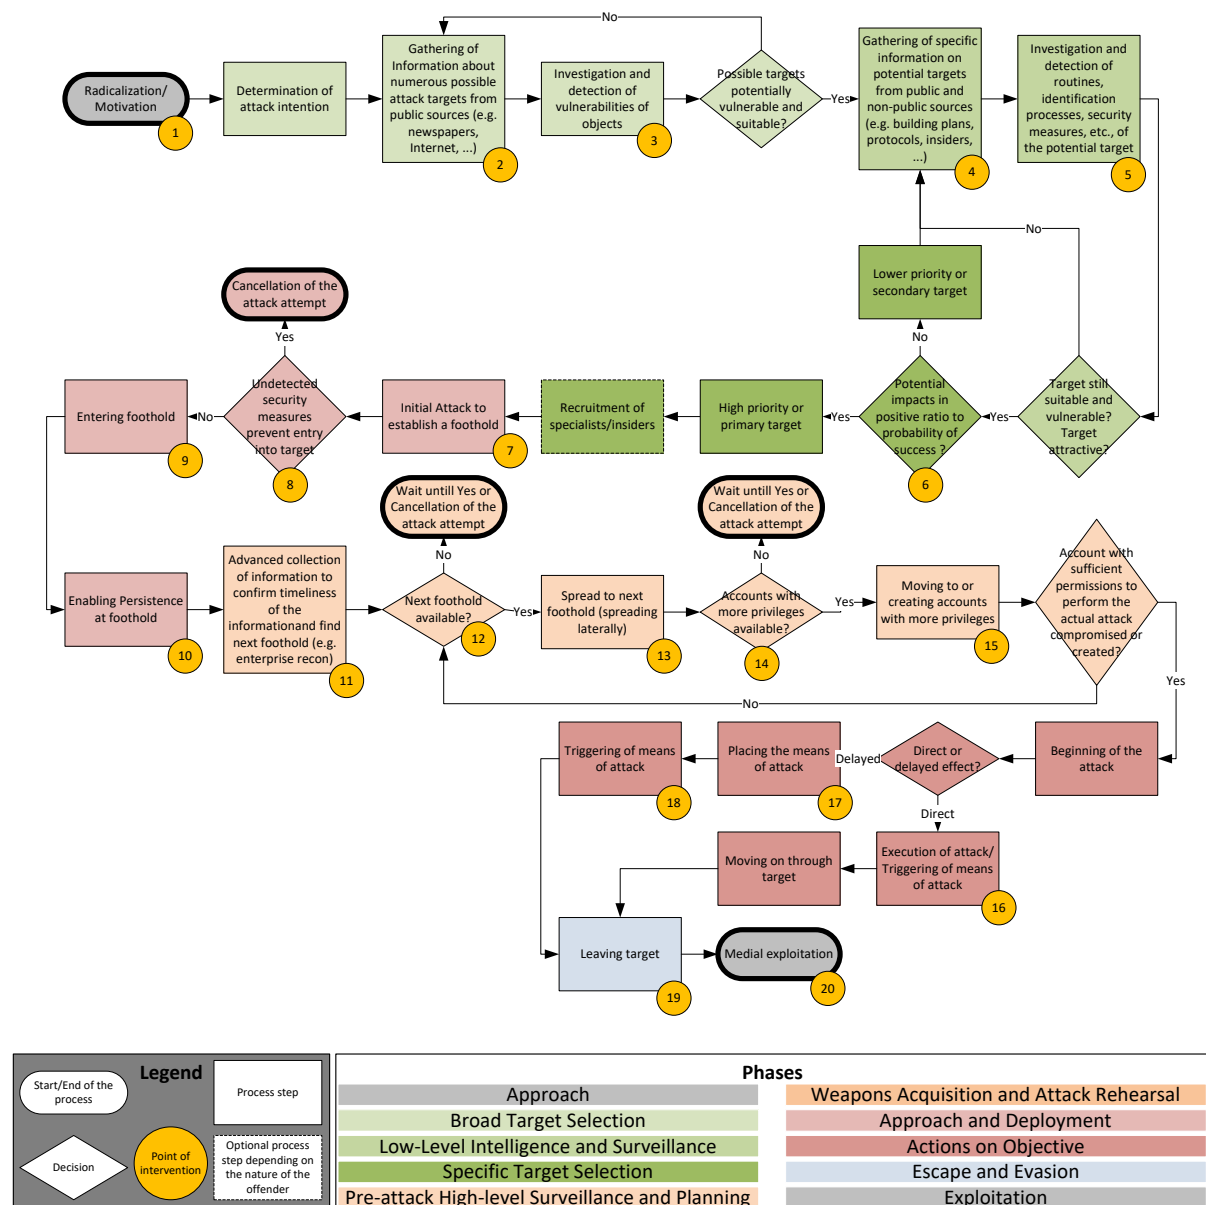 No
Radicalization/
Motivation
1
Determination of
attack intention
Gathering of
Information about
numerous possible
attack targets from
public sources (e.g.
newspapers,
Internet, ...)
2
Investigation and
detection of
vulnerabilities of
objects
3
Possible targets
potentially
vulnerable and
suitable?
Yes
Gathering of specific
information on
potential targets
from public and
non-public sources
(e.g. building plans,
protocols, insiders,
...)
4
Investigation and
detection of
routines,
identification
processes, security
measures, etc., of
the potential target
5
No
Lower priority or
secondary target
No
Target still
suitable and
vulnerable?
Target
attractive?
Yes
Potential
impacts in
positive ratio to
probability of
success ?
6
Yes
High priority or
primary target
Recruitment of
specialists/insiders
Initial Attack to
establish a foothold
7
Undetected
security
measures
prevent entry
into target
8
Yes
Cancellation of the
attack attempt
No
Entering foothold
9
Enabling Persistence
at foothold
10
Advanced collection
of information to
confirm timeliness
of the
informationand find
next foothold (e.g.
enterprise recon)
11
Next foothold
available?
12
No
Wait untill Yes or
Cancellation of the
attack attempt
Yes
Spread to next
foothold (spreading
laterally)
13
Accounts with
more privileges
available?
14
No
Wait untill Yes or
Cancellation of the
attack attempt
Yes
Moving to or
creating accounts
with more privileges
15
Account with
sufficient
permissions to
perform the
actual attack
compromised or
created?
No
Yes
Beginning of the
attack
Direct or
delayed effect?
Delayed
Placing the means
of attack
17
Triggering of means
of attack
18
Direct
Execution of attack/
Triggering of means
of attack
16
Moving on through
target
Leaving target
19
Medial exploitation
20
Legend
Start/End of the
process
Process step
Decision
Point of
intervention
Optional process
step depending on
the nature of the
offender
Phases
Approach
Broad Target Selection
Low-Level Intelligence and Surveillance
Specific Target Selection
Pre-attack High-level Surveillance and Planning
Weapons Acquisition and Attack Rehearsal
Approach and Deployment
Actions on Objective
Escape and Evasion
Exploitation